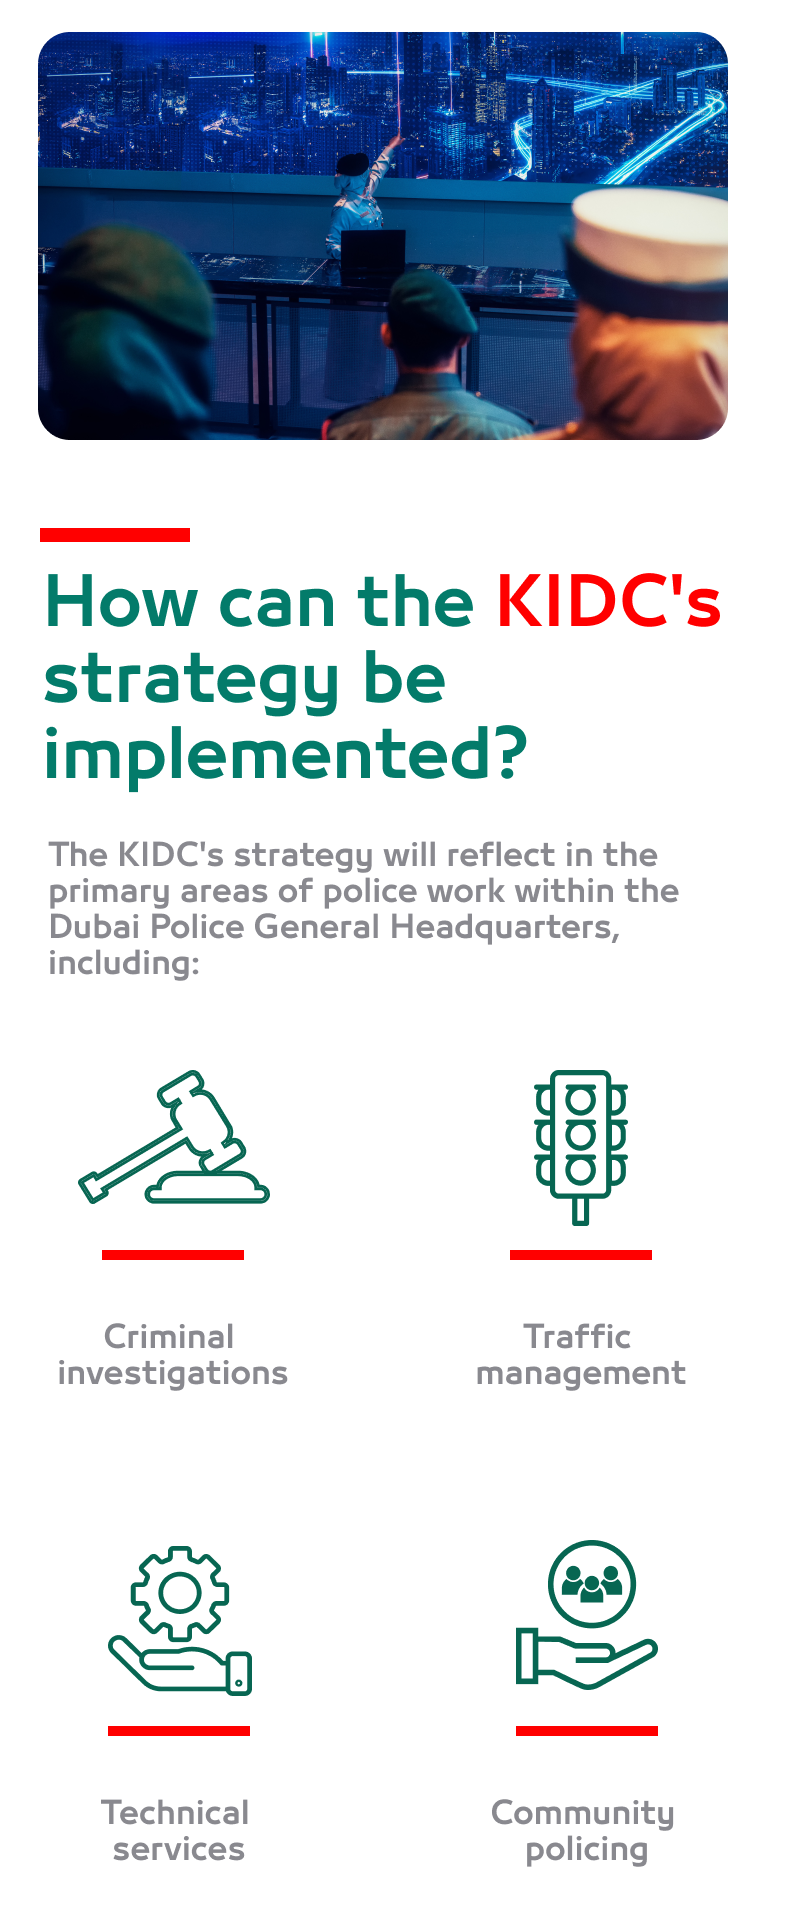 How can the KIDC's
strategy be
implemented?
The KIDC's strategy will reflect in the
primary areas of police work within the
Dubai Police General Headquarters,
including:
Criminal
investigations
Traffic
management
Technical
services
Community
policing